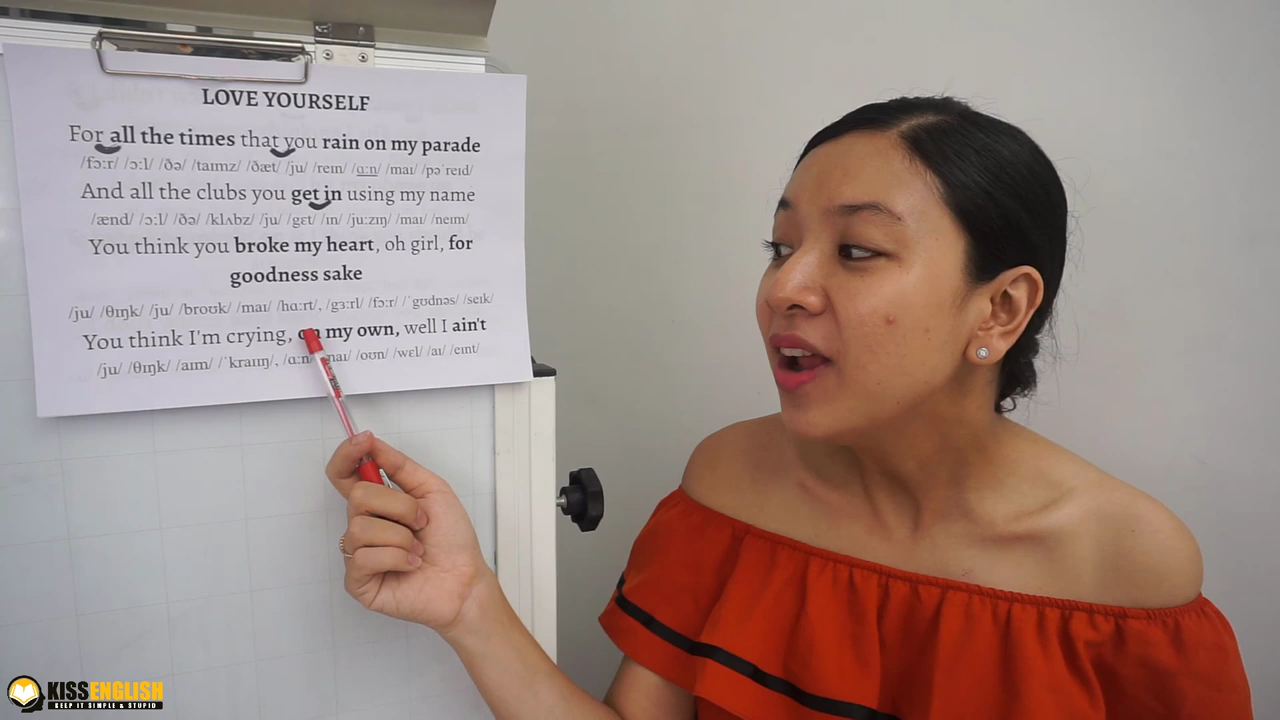 LOVE YOURSELF
For all the times that you rain on my parade
/fɔːr/ /ɔːl/ /ðə/ /taɪmz/ /ðæt/ /ju/ /reɪn/ /ɑːn/ /maɪ/ /pəˈreɪd/
And all the clubs you get in using my name
/ænd/ /ɔːl/ /ðə/ /klʌbz/ /ju/ /gɛt/ /ɪn/ /juːzɪŋ/ /maɪ/ /neɪm/
You think you broke my heart, oh girl, for
goodness sake
/ju/ /θɪŋk/ /ju/ /broʊk/ /maɪ/ /hɑːrt/, /gɜːrl/ /fɔːr/ /ˈgʊdnəs/ /seɪk/
You think I'm crying, on my own, well I ain't
/ju/ /θɪŋk/ /aɪm/ /ˈkraɪɪŋ/, /ɑːn/ /maɪ/ /oʊn/ /wɛl/ /aɪ/ /eɪnt/
KISSENGLISH
KEEP IT SIMPLE & STUPID